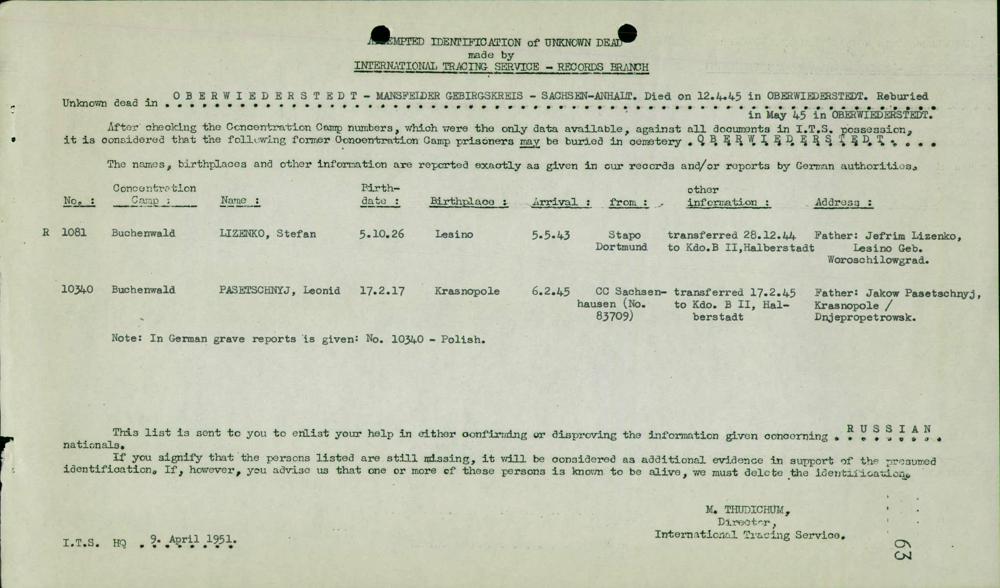 ATTEMPTED IDENTIFICATION of UNKNOWN DEAD
made by
INTERNATIONAL TRACING SERVICE - RECORDS BRANCH
Unknown dead in O B E R W I E D E R S T E D T - MANSFELDER GEBIRGSKREIS - SACHSEN-ANHALT. Died on 12.4.45 in OBERWIEDERSTEDT. Reburied
in May 45 in OBERWIEDERSTEDT.
After checking the Concentration Camp numbers, which were the only data available, against all documents in I.T.S. possession,
it is considered that the following former Concentration Camp prisoners may be buried in cemetery . O B E R W I E D E R S T E D T . . . .
The names, birthplaces and other information are reported exactly as given in our records and/or reports by German authorities.
No. : Concentration Camp : Name : Birth-date : Birthplace : Arrival : from : other information : Address :
R 1081 Buchenwald LIZENKO, Stefan 5.10.26 Lesino 5.5.43 Stapo transferred 28.12.44 Father: Jefrim Lizenko,
Dortmund to Kdo.B II,Halberstadt Lesino Geb.
Woroschilowgrad.
10340 Buchenwald PASETSCHNYJ, Leonid 17.2.17 Krasnopole 6.2.45 CC Sachsen- transferred 17.2.45 Father: Jakow Pasetschnyj,
hausen (No. to Kdo. B II, Hal- Krasnopole /
83709) berstadt Dnjepropetrowsk.
Note: In German grave reports is given: No. 10340 - Polish.
This list is sent to you to enlist your help in either confirming or disproving the information given concerning . R U S S I A N
nationals.
If you signify that the persons listed are still missing, it will be considered as additional evidence in support of the presumed
identification. If, however, you advise us that one or more of these persons is known to be alive, we must delete the identification.
M. THUDICHUM,
Director,
International Tracing Service.
I.T.S. HQ 9. April 1951.
63